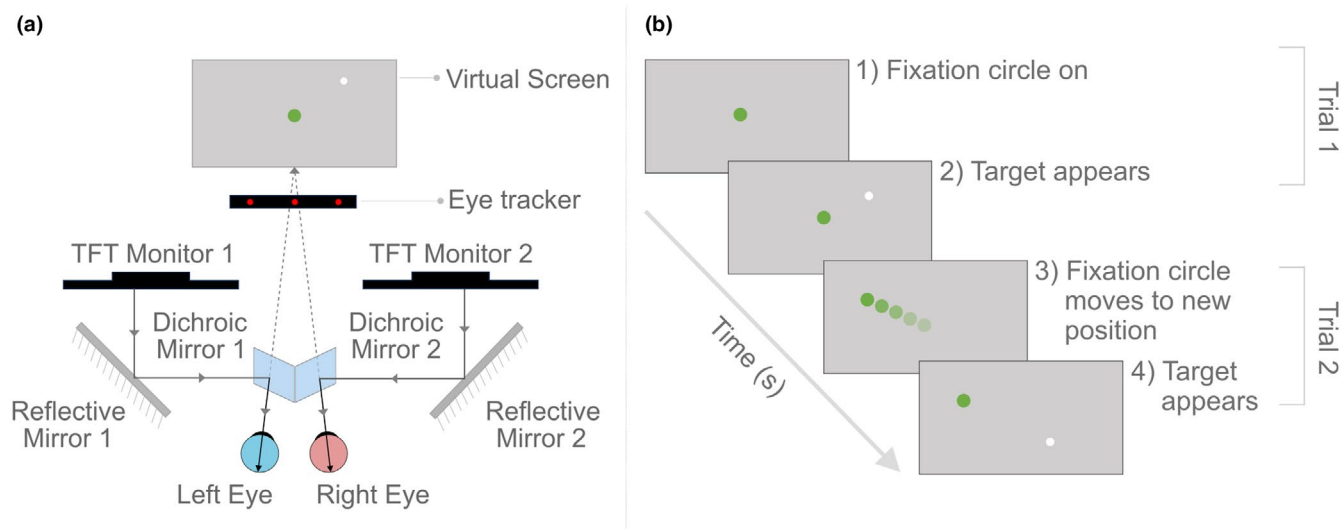 (a)
Virtual Screen
Eye tracker
TFT Monitor 1
TFT Monitor 2
Dichroic
Mirror 1
Dichroic
Mirror 2
Reflective
Mirror 1
Reflective
Mirror 2
Left Eye
Right Eye
(b)
1) Fixation circle on
2) Target appears
3) Fixation circle
moves to new
position
4) Target
appears
Time (s)
Trial 1
Trial 2